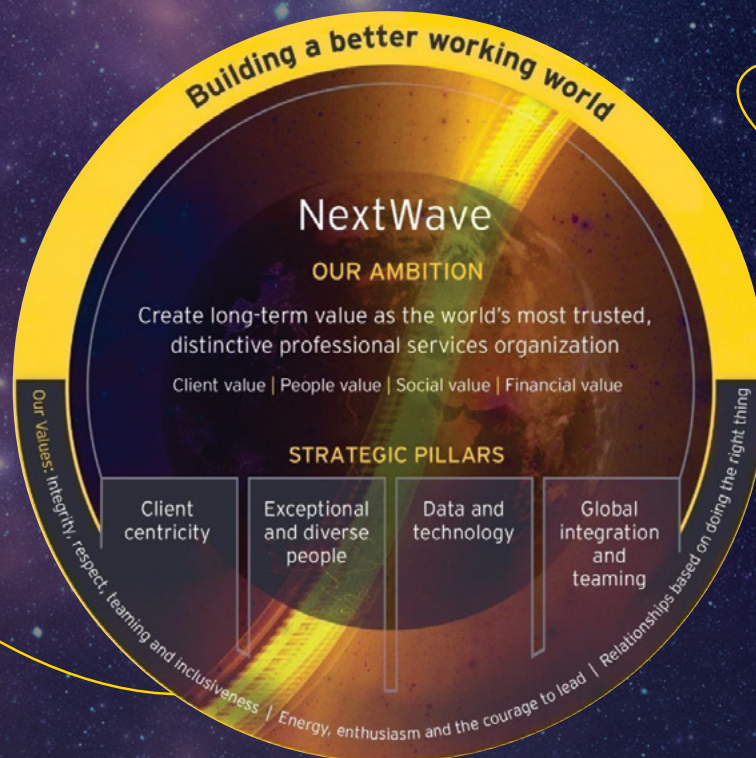 Building a better working world
NextWave
OUR AMBITION
Create long-term value as the world's most trusted,
distinctive professional services organization
Client value | People value | Social value | Financial value
STRATEGIC PILLARS
Client
centricity
Exceptional
and diverse
people
Data and
technology
Global
integration
and
teaming
Our Values: Integrity, respect, teaming and inclusiveness | Energy, enthusiasm and the courage to lead | Relationships based on doing the right thing